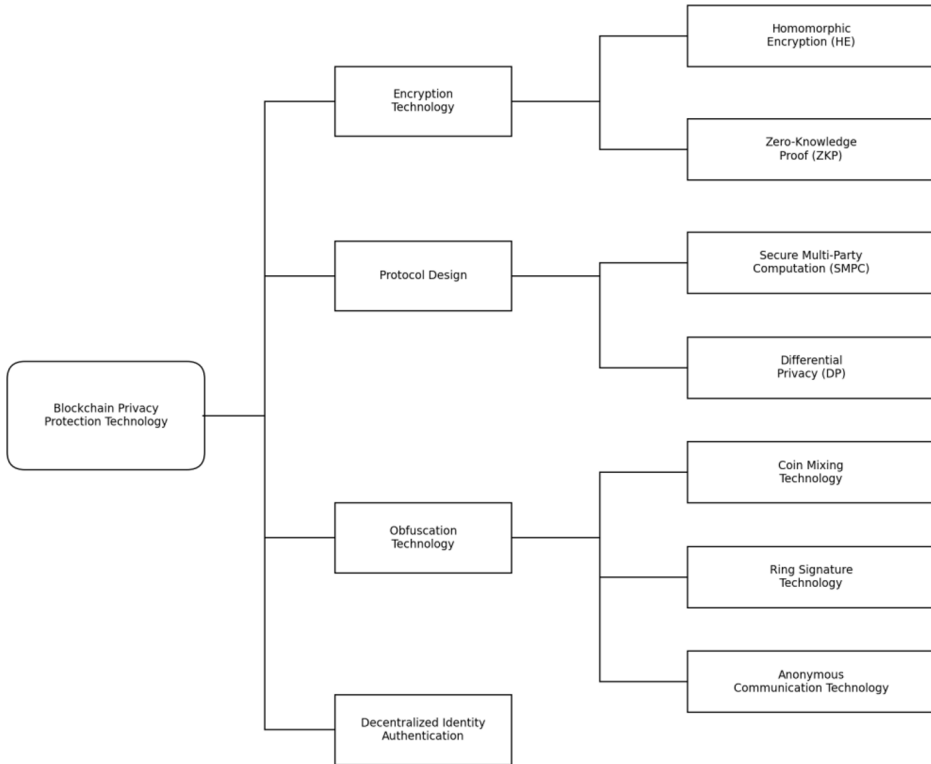 Homomorphic
Encryption (HE)
Encryption
Technology
Zero-Knowledge
Proof (ZKP)
Secure Multi-Party
Computation (SMPC)
Protocol Design
Differential
Privacy (DP)
Blockchain Privacy
Protection Technology
Coin Mixing
Technology
Obfuscation
Technology
Ring Signature
Technology
Anonymous
Communication Technology
Decentralized Identity
Authentication